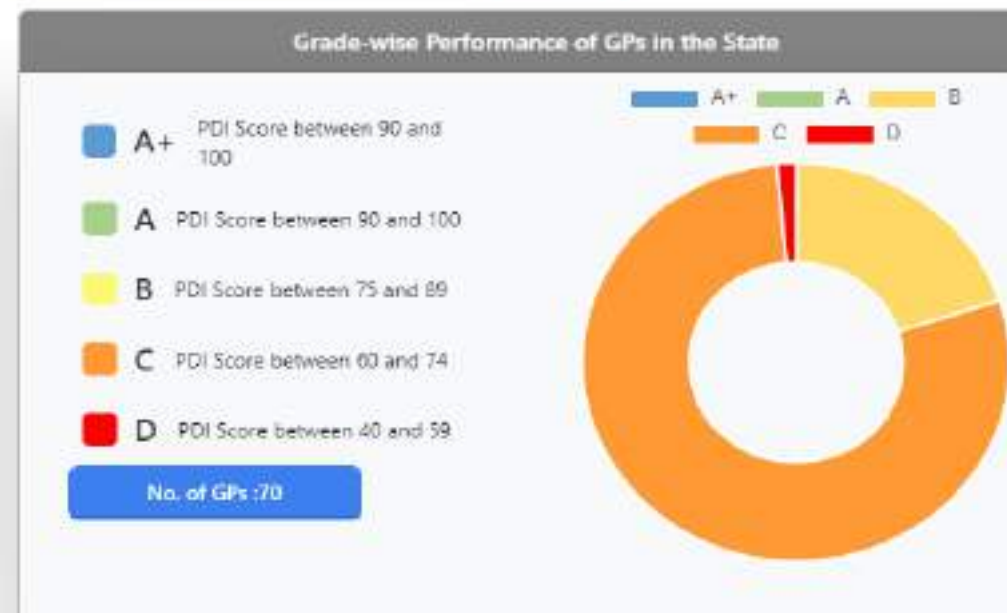 Grade-wise Performance of GPs in the State
A+ PDI Score between 90 and
100
A PDI Score between 90 and 100
B PDI Score between 75 and 89
C PDI Score between 60 and 74
D PDI Score between 40 and 59
No. of GPs :70
A+ A B
C D